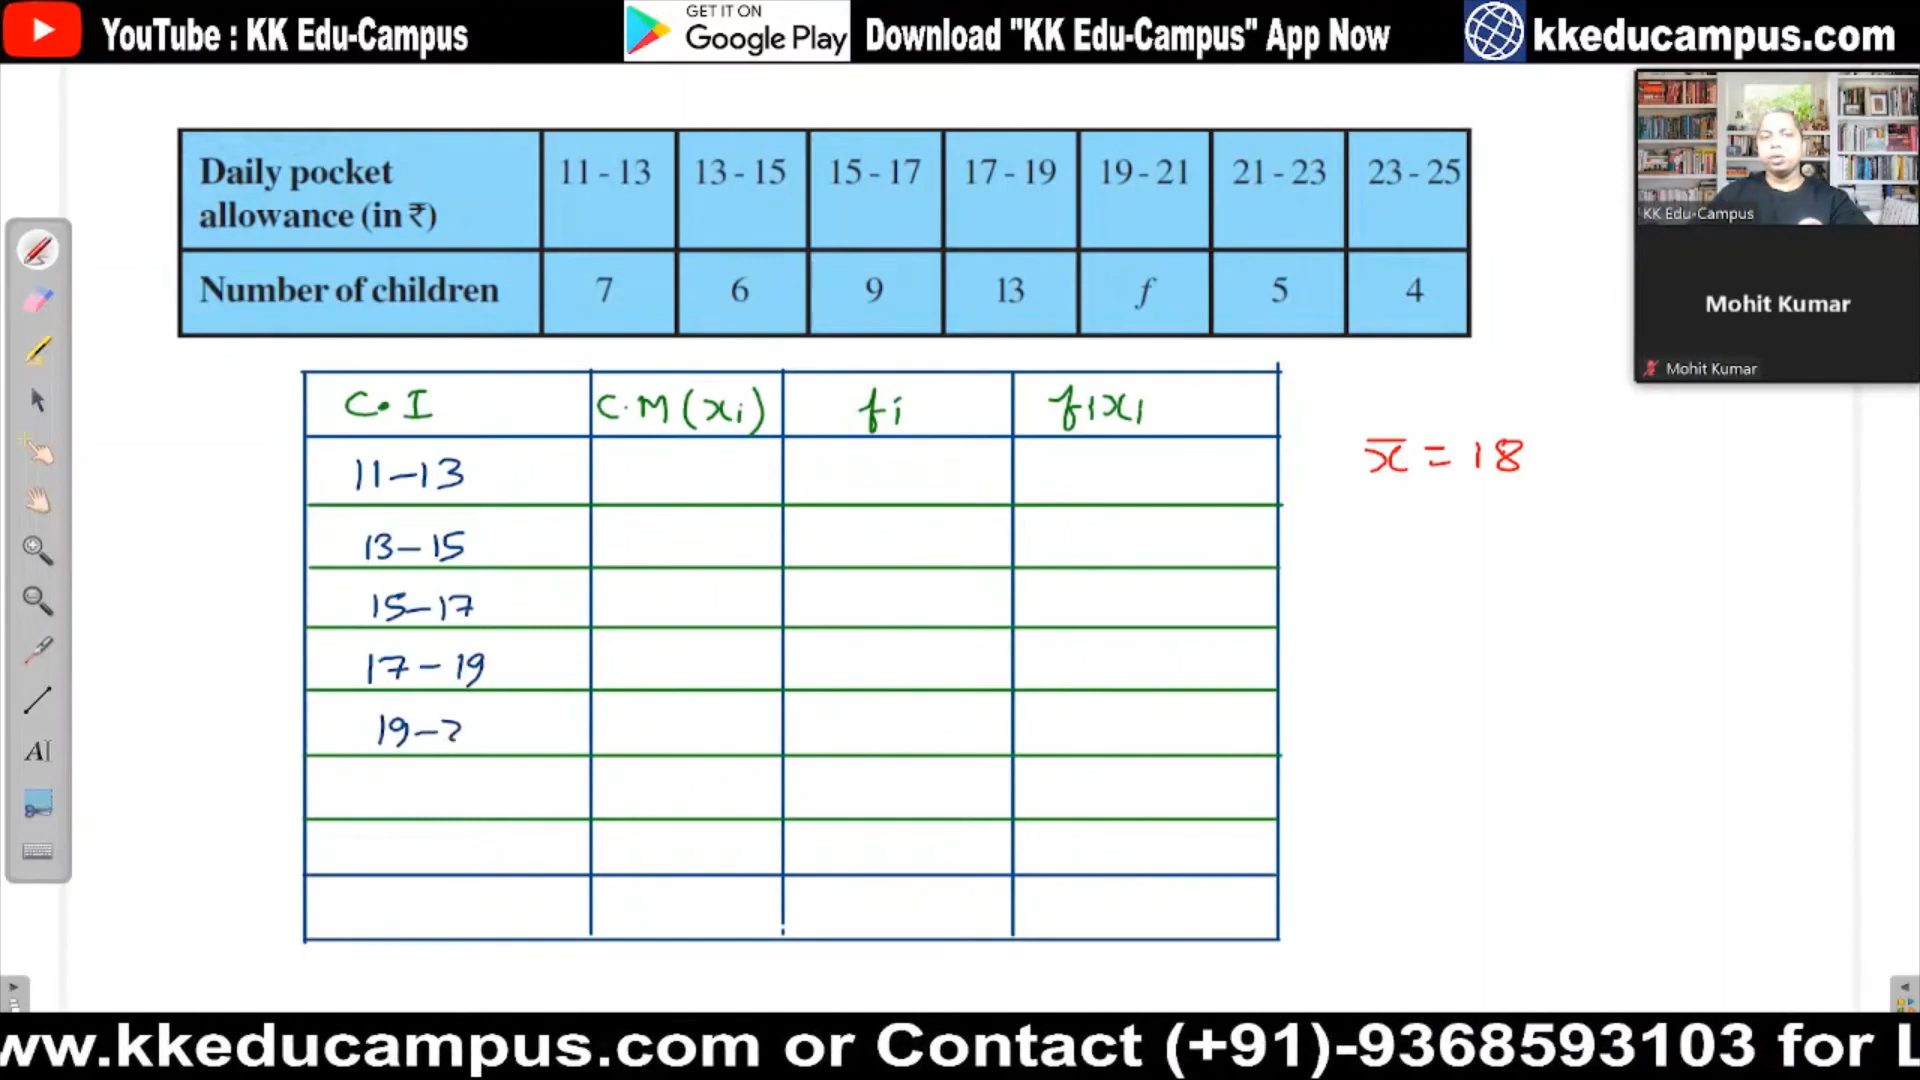 YouTube : KK Edu-Campus
GET IT ON
Google Play
Download "KK Edu-Campus" App Now
kkeducampus.com
Daily pocket allowance (in ₹) 11 - 13 13 - 15 15 - 17 17 - 19 19 - 21 21 - 23 23 - 25
Number of children 7 6 9 13 f 5 4
KK Edu-Campus
Mohit Kumar
Mohit Kumar
C.I C.M (xi) fi fixi
x̄ = 18
11-13
13-15
15-17
17-19
19-2
AI
ww.kkeducampus.com or Contact (+91)-9368593103 for L